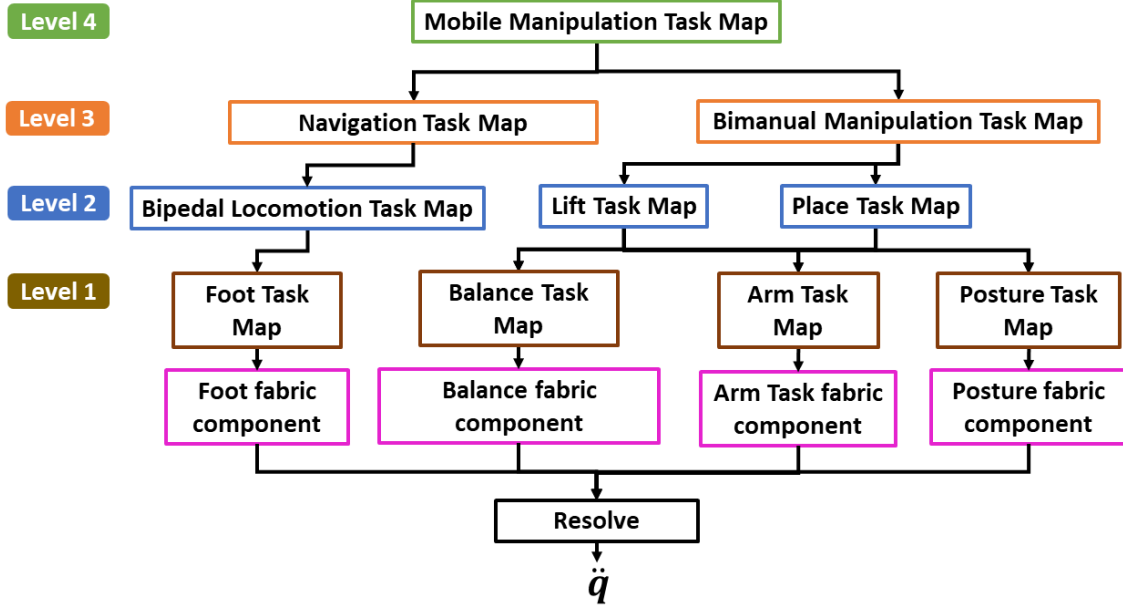 Level 4
Mobile Manipulation Task Map
Level 3
Navigation Task Map
Bimanual Manipulation Task Map
Level 2
Bipedal Locomotion Task Map
Lift Task Map
Place Task Map
Level 1
Foot Task
Map
Balance Task
Map
Arm Task
Map
Posture Task
Map
Foot fabric
component
Balance fabric
component
Arm Task fabric
component
Posture fabric
component
Resolve
q̈